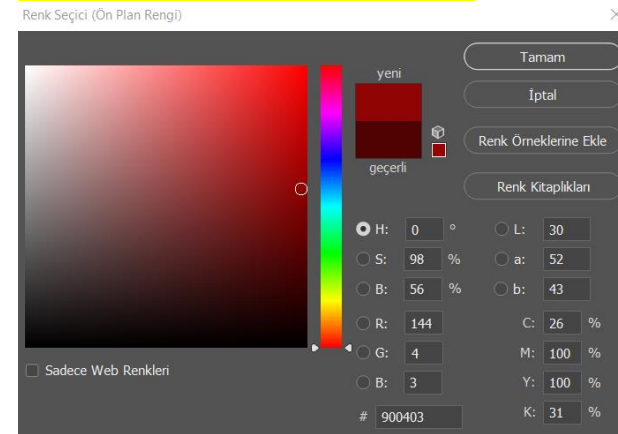 Renk Seçici (Ön Plan Rengi)
yeni
geçerli
Tamam
İptal
Renk Örneklerine Ekle
Renk Kitaplıkları
H: 0 °
S: 98 %
B: 56 %
R: 144
G: 4
B: 3
# 900403
L: 30
a: 52
b: 43
C: 26 %
M: 100 %
Y: 100 %
K: 31 %
Sadece Web Renkleri